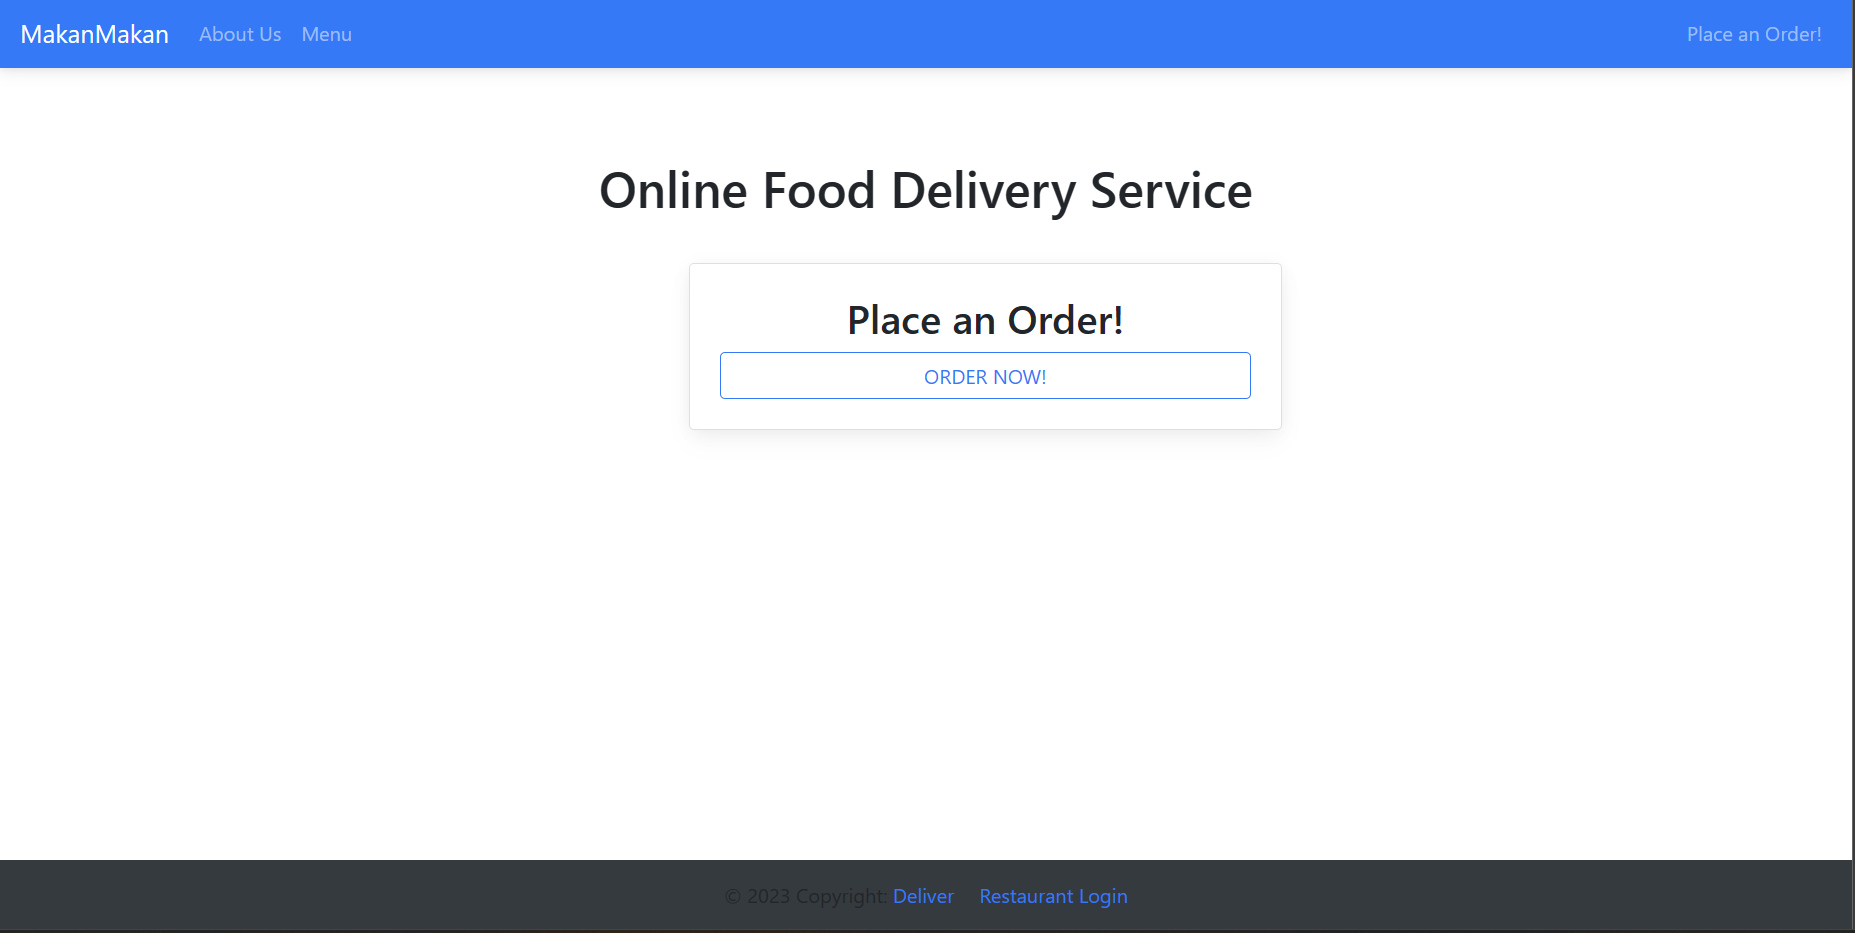 MakanMakan About Us Menu Place an Order!
Online Food Delivery Service
Place an Order!
ORDER NOW!
© 2023 Copyright: Deliver Restaurant Login